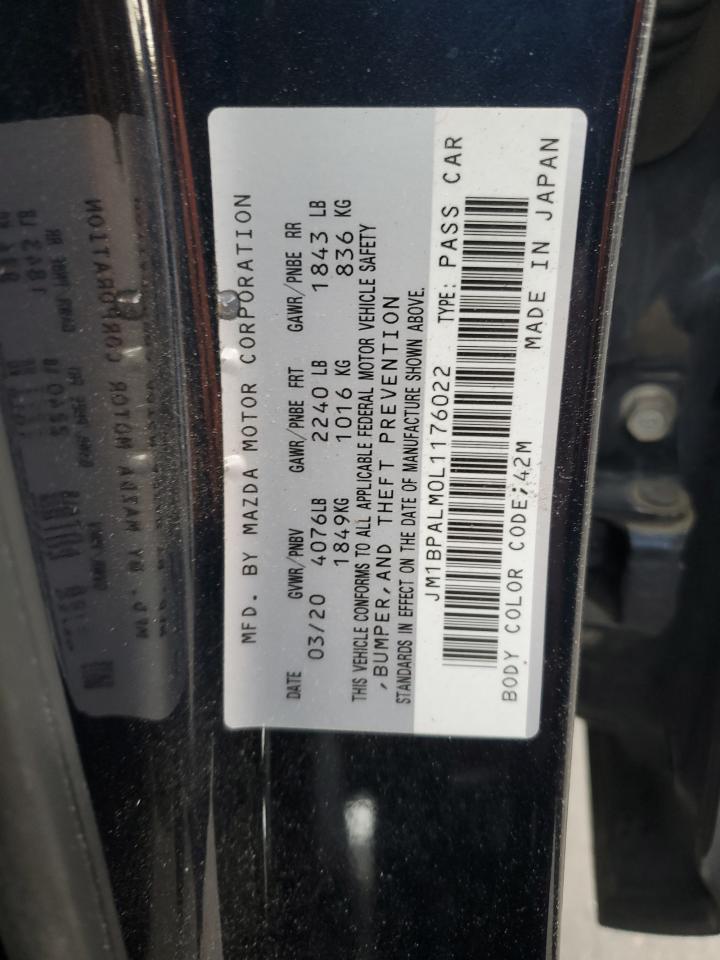 MFD. BY MAZDA MOTOR CORPORATION
DATE GVWR/PNBV GAWR/PNBE FRT GAWR/PNBE RR
03/20 4076LB 2240 LB 1843 LB
1849KG 1016 KG 836 KG
THIS VEHICLE CONFORMS TO ALL APPLICABLE FEDERAL MOTOR VEHICLE SAFETY
,BUMPER,AND THEFT PREVENTION
STANDARDS IN EFFECT ON THE DATE OF MANUFACTURE SHOWN ABOVE.
JM1BPALM0L1176022 TYPE: PASS CAR
BODY COLOR CODE;42M MADE IN JAPAN